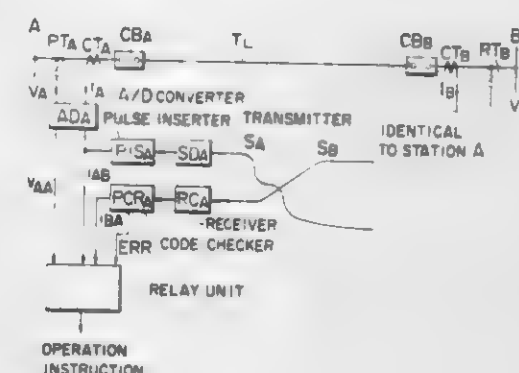 A
PTA CTA CBA TL CBB CTB RTB B
VA IA IB V
ADA A/D CONVERTER
PULSE INSERTER TRANSMITTER
IDENTICAL
TO STATION A
PISA SDA SA SB
VAA IAB
PCRA RCA
IBA RECEIVER
ERR CODE CHECKER
RELAY UNIT
OPERATION
INSTRUCTION